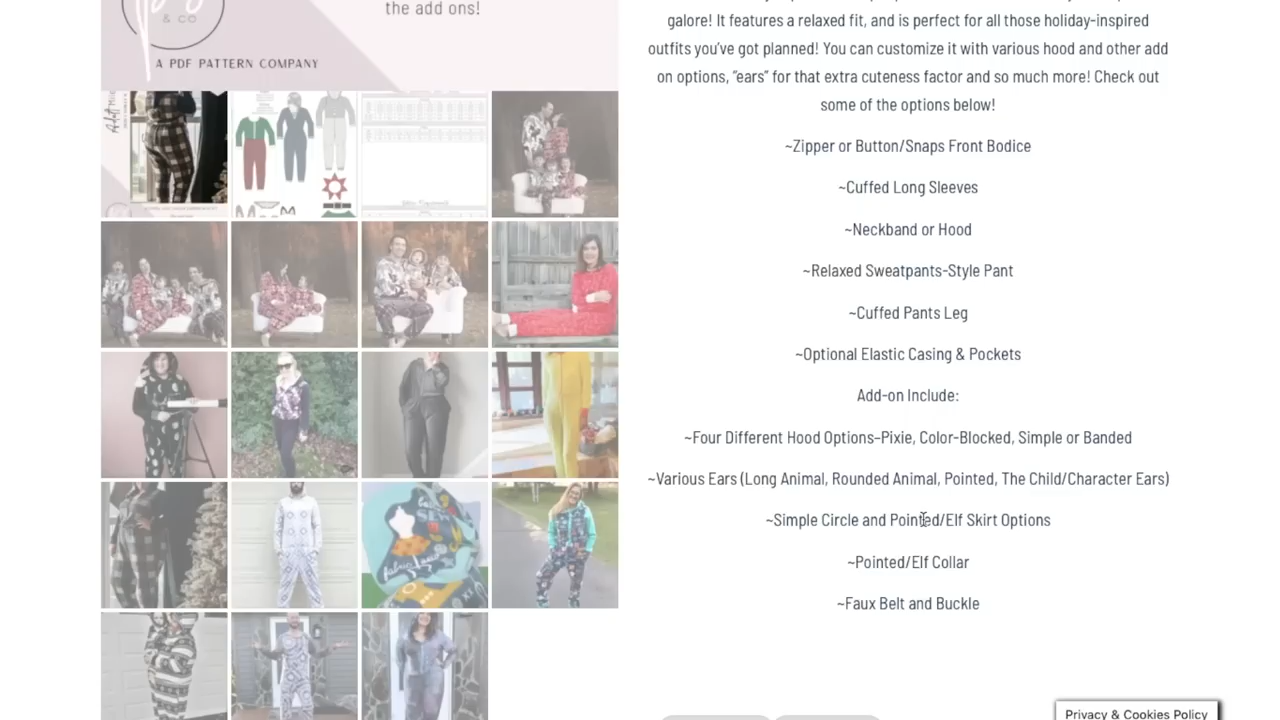 the add ons!
& CO
A PDF PATTERN COMPANY
galore! It features a relaxed fit, and is perfect for all those holiday-inspired
outfits you've got planned! You can customize it with various hood and other add
on options, "ears" for that extra cuteness factor and so much more! Check out
some of the options below!
~Zipper or Button/Snaps Front Bodice
~Cuffed Long Sleeves
~Neckband or Hood
~Relaxed Sweatpants-Style Pant
~Cuffed Pants Leg
~Optional Elastic Casing & Pockets
Add-on Include:
~Four Different Hood Options–Pixie, Color-Blocked, Simple or Banded
~Various Ears (Long Animal, Rounded Animal, Pointed, The Child/Character Ears)
~Simple Circle and Pointed/Elf Skirt Options
~Pointed/Elf Collar
~Faux Belt and Buckle
Privacy & Cookies Policy